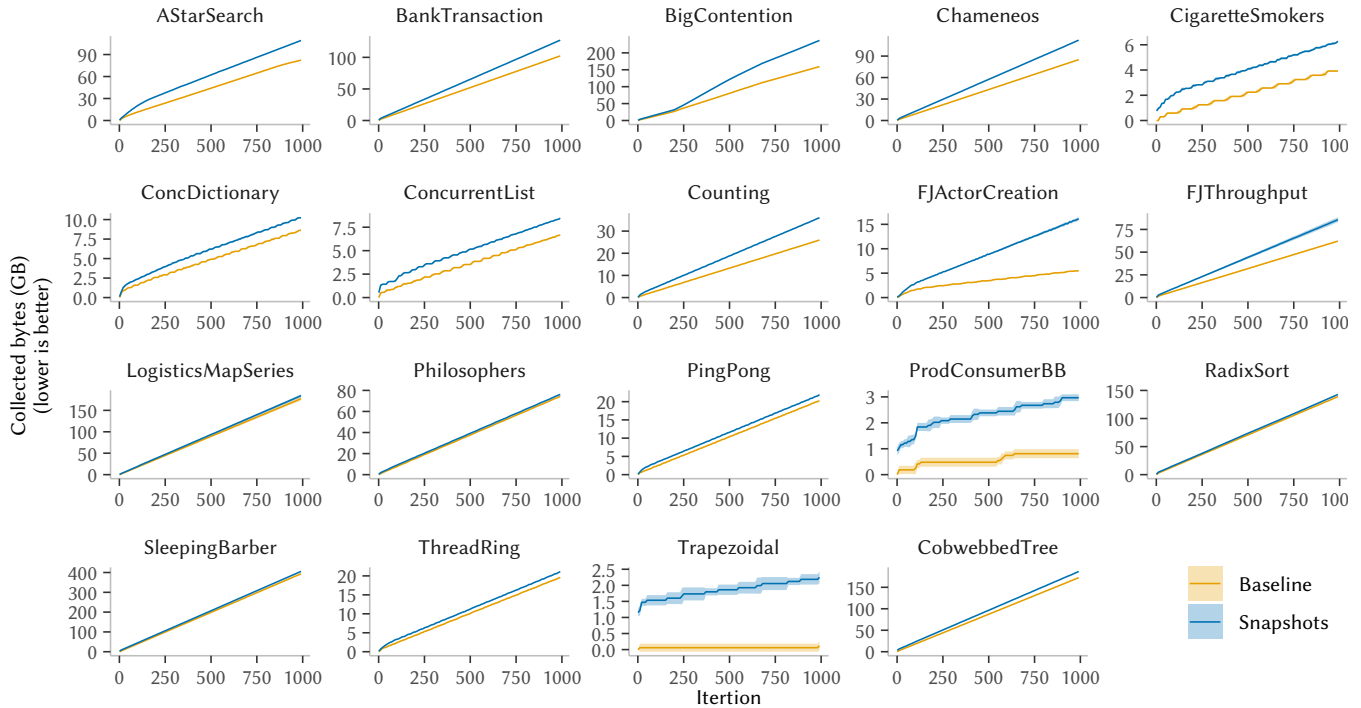 AStarSearch BankTransaction BigContention Chameneos CigaretteSmokers
90 60 30 0
100 50 0
200 150 100 50 0
90 60 30 0
6 4 2 0
0 250 500 750 1000 0 250 500 750 1000 0 250 500 750 1000 0 250 500 750 1000 0 250 500 750 1000
ConcDictionary ConcurrentList Counting FJActorCreation FJThroughput
10.0 7.5 5.0 2.5 0.0
7.5 5.0 2.5 0.0
30 20 10 0
15 10 5 0
75 50 25 0
0 250 500 750 1000 0 250 500 750 1000 0 250 500 750 1000 0 250 500 750 1000 0 250 500 750 1000
Collected bytes (GB)
(lower is better)
LogisticsMapSeries Philosophers PingPong ProdConsumerBB RadixSort
150 100 50 0
80 60 40 20 0
20 15 10 5 0
3 2 1 0
150 100 50 0
0 250 500 750 1000 0 250 500 750 1000 0 250 500 750 1000 0 250 500 750 1000 0 250 500 750 1000
SleepingBarber ThreadRing Trapezoidal CobwebbedTree
400 300 200 100 0
20 15 10 5 0
2.5 2.0 1.5 1.0 0.5 0.0
150 100 50 0
0 250 500 750 1000 0 250 500 750 1000 0 250 500 750 1000 0 250 500 750 1000
Itertion
Baseline
Snapshots